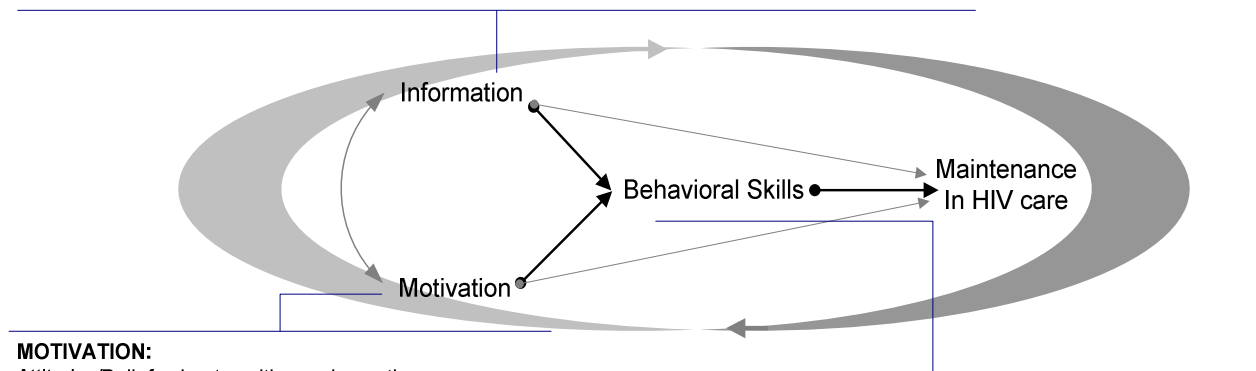 Information
Behavioral Skills
Maintenance
In HIV care
Motivation
MOTIVATION: